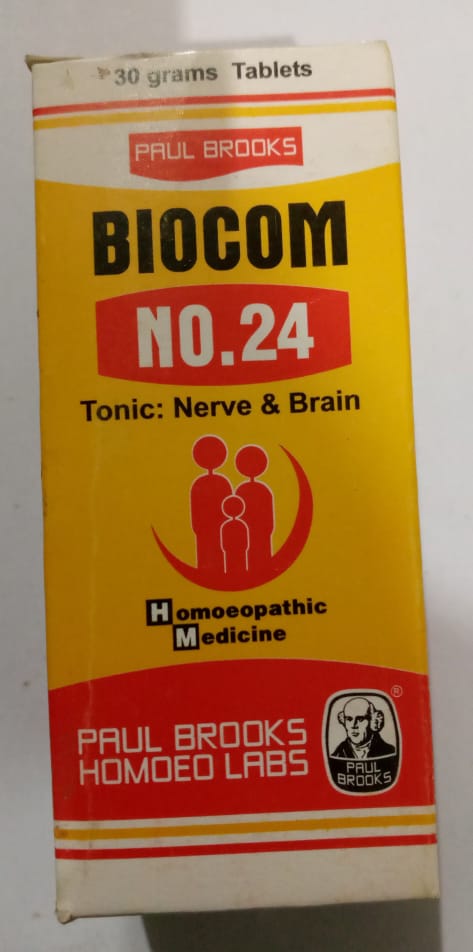 30 grams Tablets
PAUL BROOKS
BIOCOM
NO.24
Tonic: Nerve & Brain
Homoeopathic
Medicine
PAUL BROOKS
HOMOEO LABS
®
PAUL
BROOKS